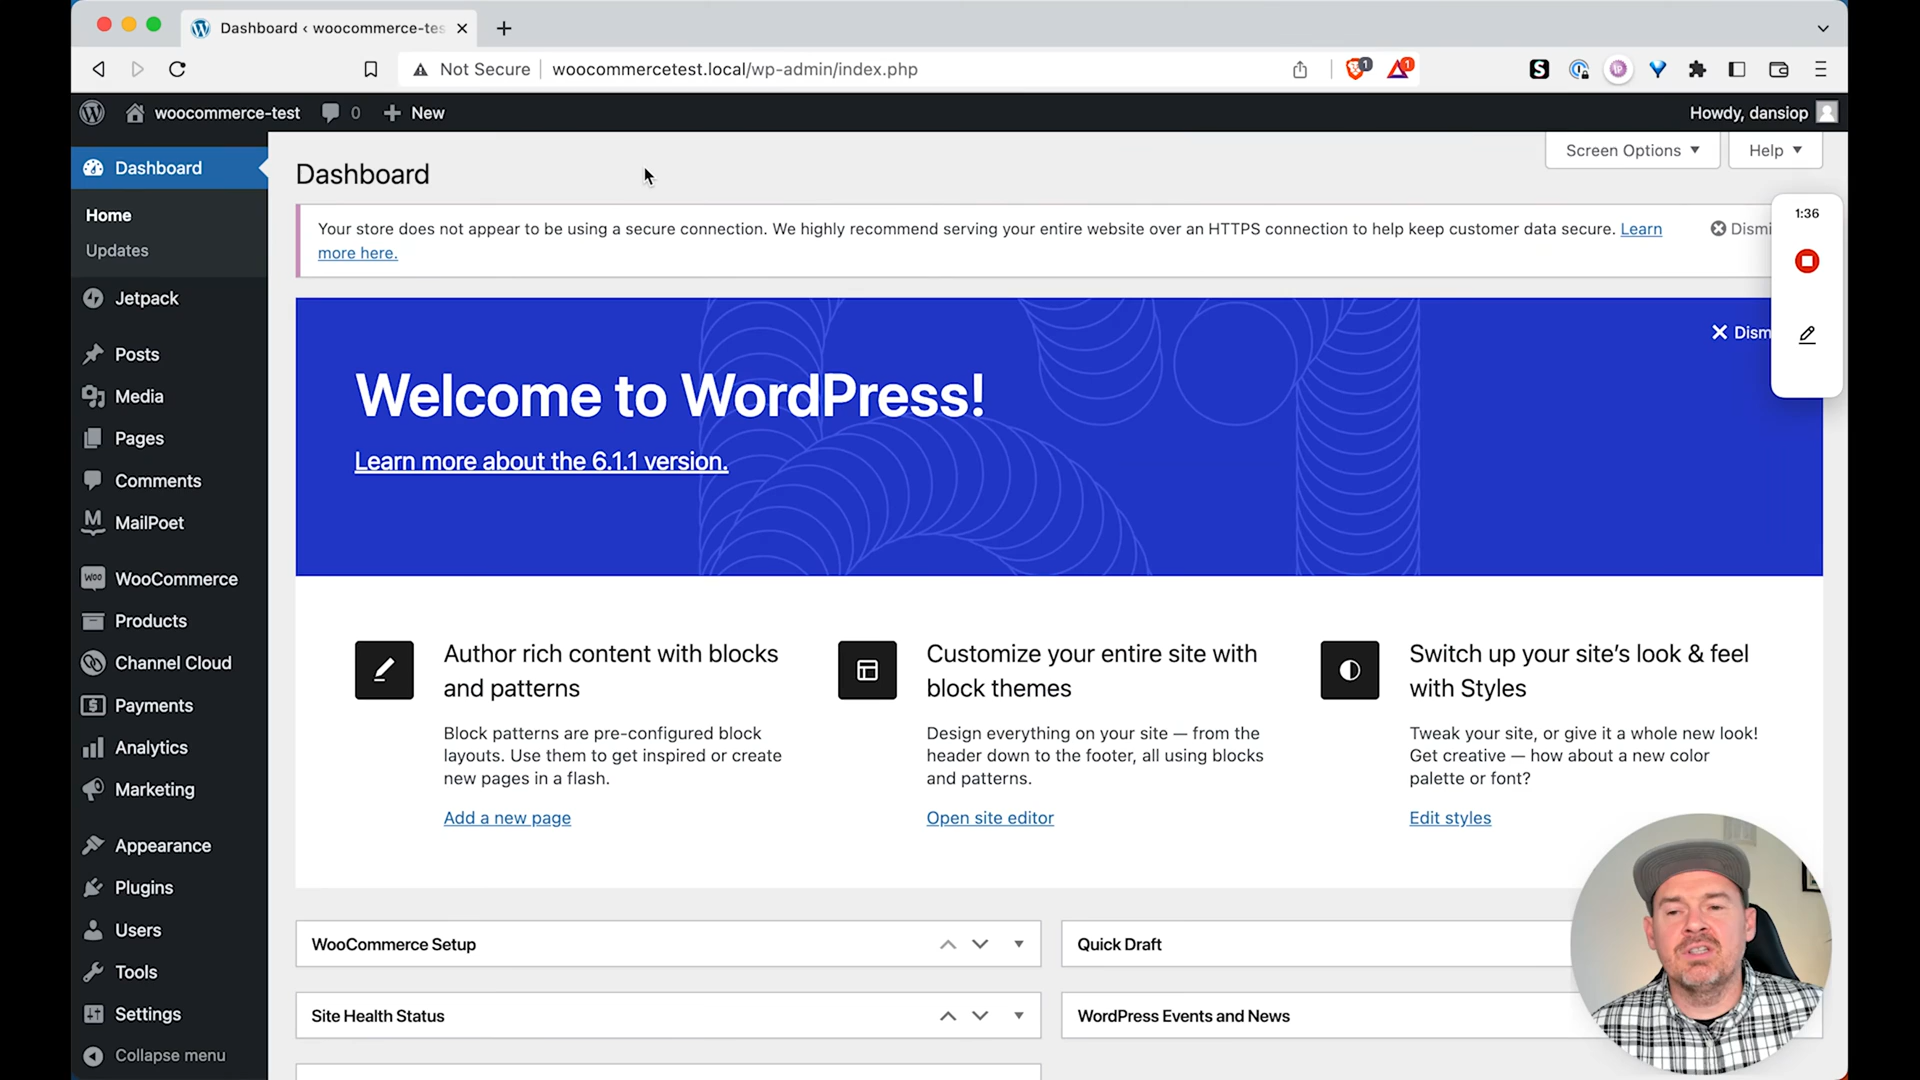 Dashboard ‹ woocommerce-tes
Not Secure
woocommercetest.local/wp-admin/index.php
1
1
woocommerce-test
0
New
Howdy, dansiop
Dashboard
Home
Updates
Jetpack
Posts
Media
Pages
Comments
MailPoet
WooCommerce
Products
Channel Cloud
Payments
Analytics
Marketing
Appearance
Plugins
Users
Tools
Settings
Collapse menu
Screen Options
Help
Dashboard
Your store does not appear to be using a secure connection. We highly recommend serving your entire website over an HTTPS connection to help keep customer data secure. Learn
more here.
Dismi
1:36
Dism
Welcome to WordPress!
Learn more about the 6.1.1 version.
Author rich content with blocks
and patterns
Block patterns are pre-configured block
layouts. Use them to get inspired or create
new pages in a flash.
Add a new page
Customize your entire site with
block themes
Design everything on your site — from the
header down to the footer, all using blocks
and patterns.
Open site editor
Switch up your site’s look & feel
with Styles
Tweak your site, or give it a whole new look!
Get creative — how about a new color
palette or font?
Edit styles
WooCommerce Setup
Quick Draft
Site Health Status
WordPress Events and News